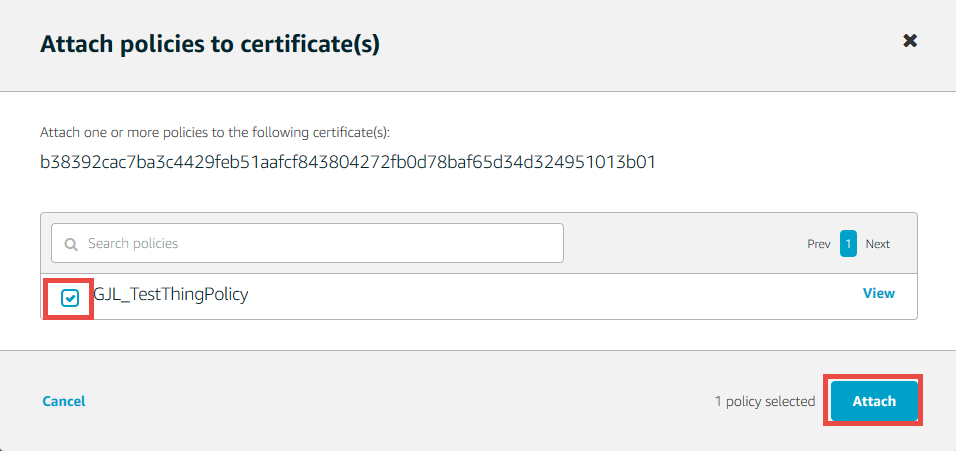 Attach policies to certificate(s)
Attach one or more policies to the following certificate(s):
b38392cac7ba3c4429feb51aafcf843804272fb0d78baf65d34d324951013b01
Search policies
Prev 1 Next
GJL_TestThingPolicy
View
Cancel
1 policy selected
Attach